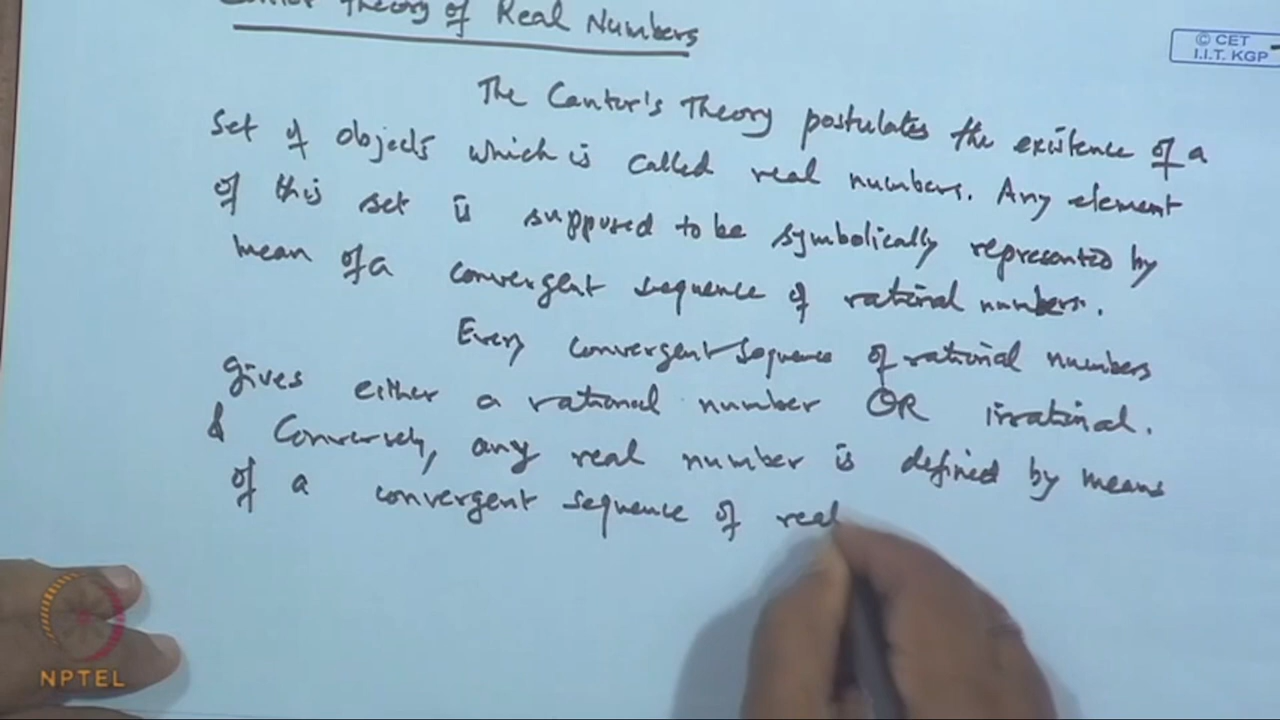 Cantor Theory of Real Numbers
© CET
I.I.T. KGP
The Cantor's Theory postulates the existence of a
set of objects which is called real numbers. Any element
of this set is supposed to be symbolically represented by
mean of a convergent sequence of rational numbers.
Every convergent sequence of rational numbers
gives either a rational number OR irrational.
& Conversely, any real number is defined by means
of a convergent sequence of real
NPTEL